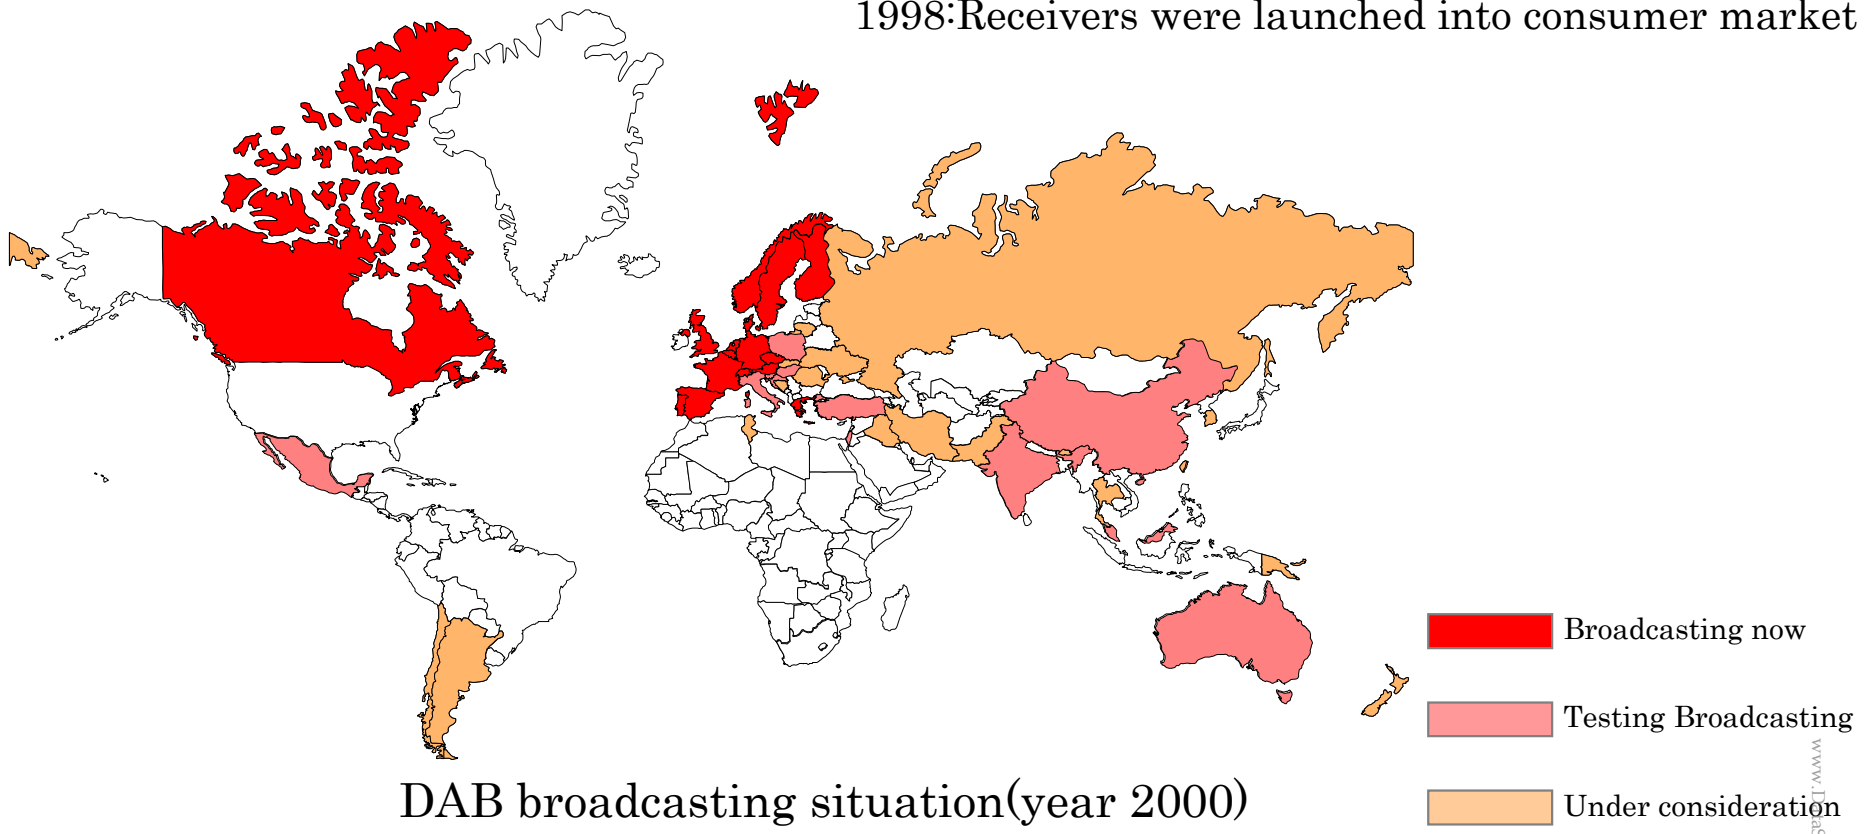 1998:Receivers were launched into consumer market
Broadcasting now
Testing Broadcasting
Under consideration
DAB broadcasting situation(year 2000)